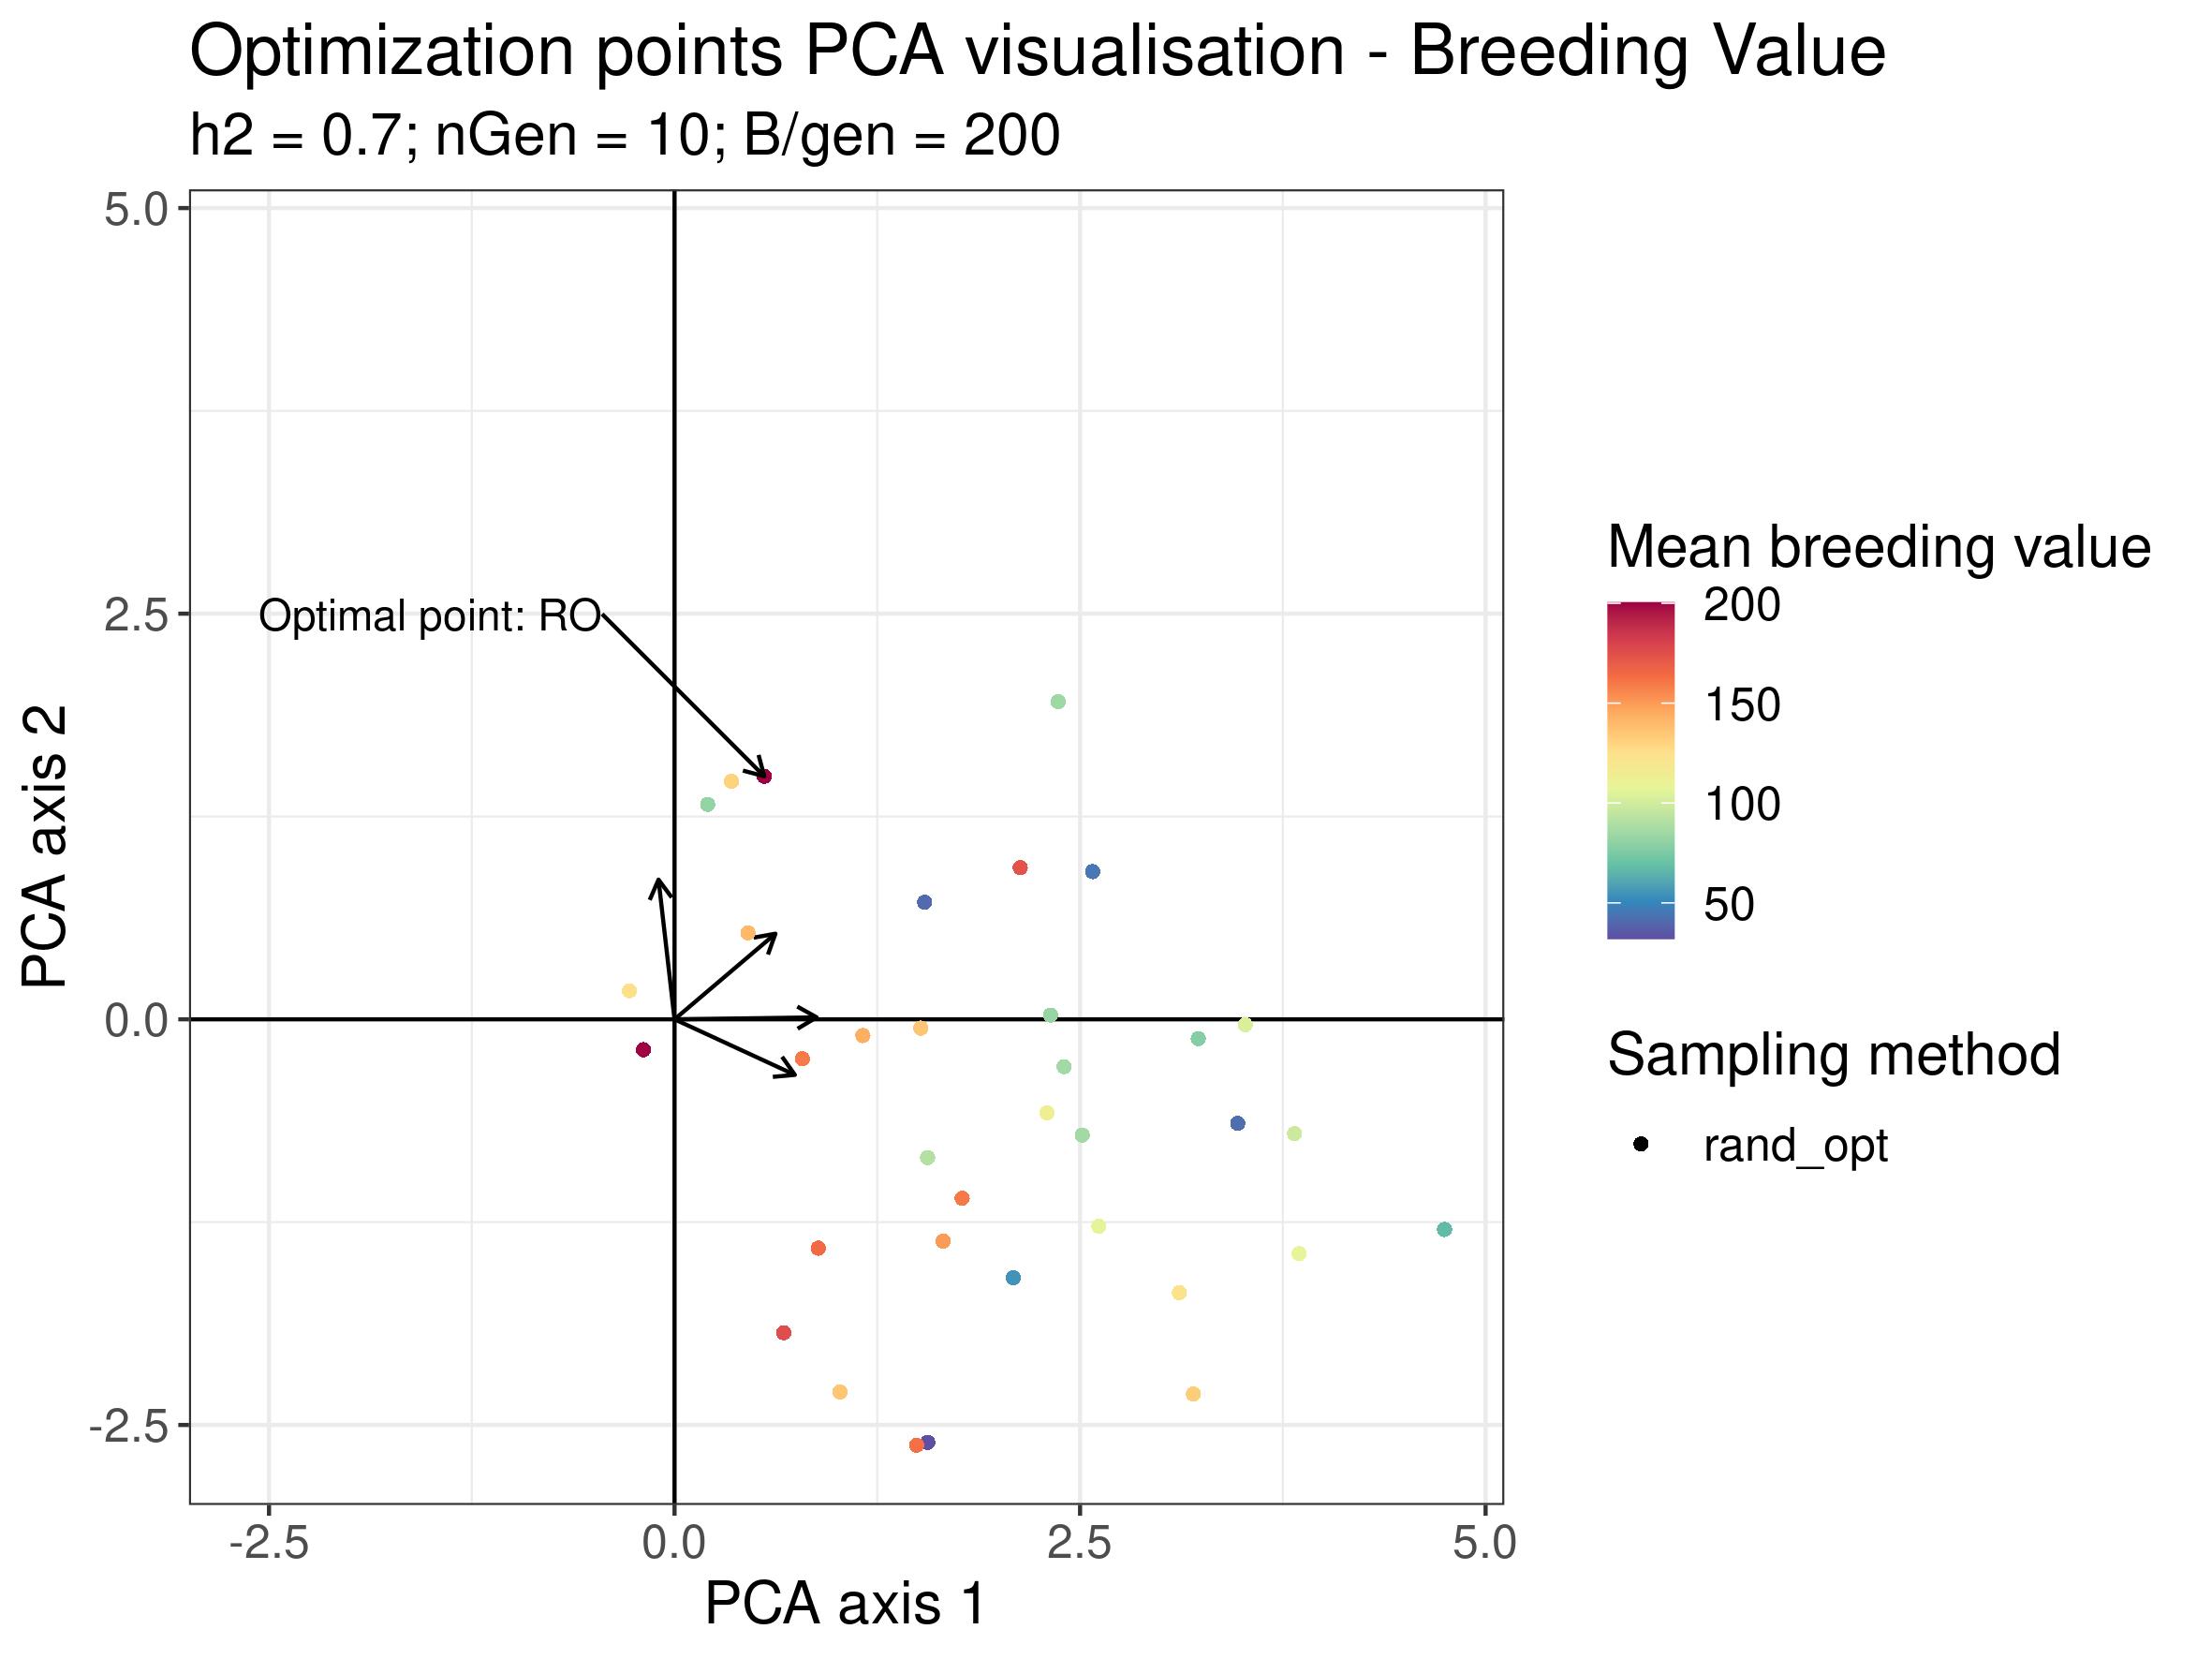 Optimization points PCA visualisation - Breeding Value
h2 = 0.7; nGen = 10; B/gen = 200
5.0
2.5
0.0
-2.5
PCA axis 2
Optimal point: RO
-2.5
0.0
2.5
5.0
PCA axis 1
Mean breeding value
200
150
100
50
Sampling method
rand_opt